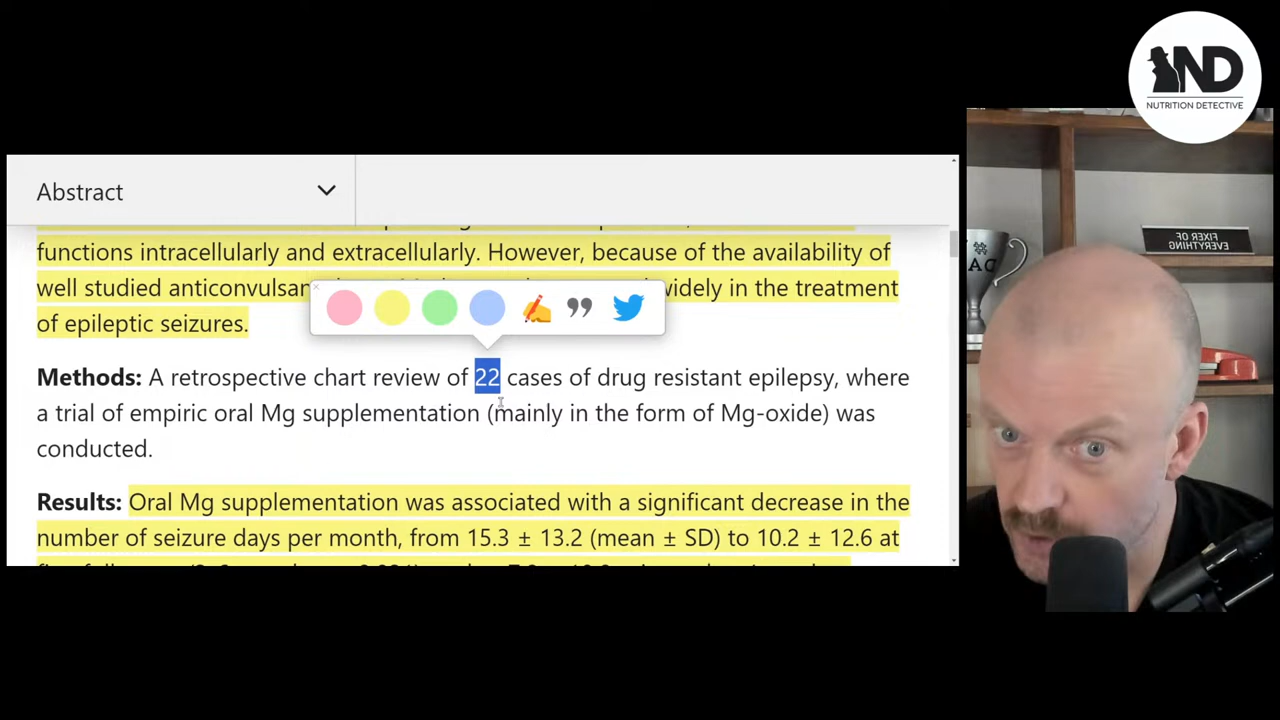 ND
NUTRITION DETECTIVE
Abstract
functions intracellularly and extracellularly. However, because of the availability of
well studied anticonvulsan widely in the treatment
of epileptic seizures.
Methods: A retrospective chart review of 22 cases of drug resistant epilepsy, where
a trial of empiric oral Mg supplementation (mainly in the form of Mg-oxide) was
conducted.
Results: Oral Mg supplementation was associated with a significant decrease in the
number of seizure days per month, from 15.3 ± 13.2 (mean ± SD) to 10.2 ± 12.6 at
FIXER OF
EVERYTHING
#
DA